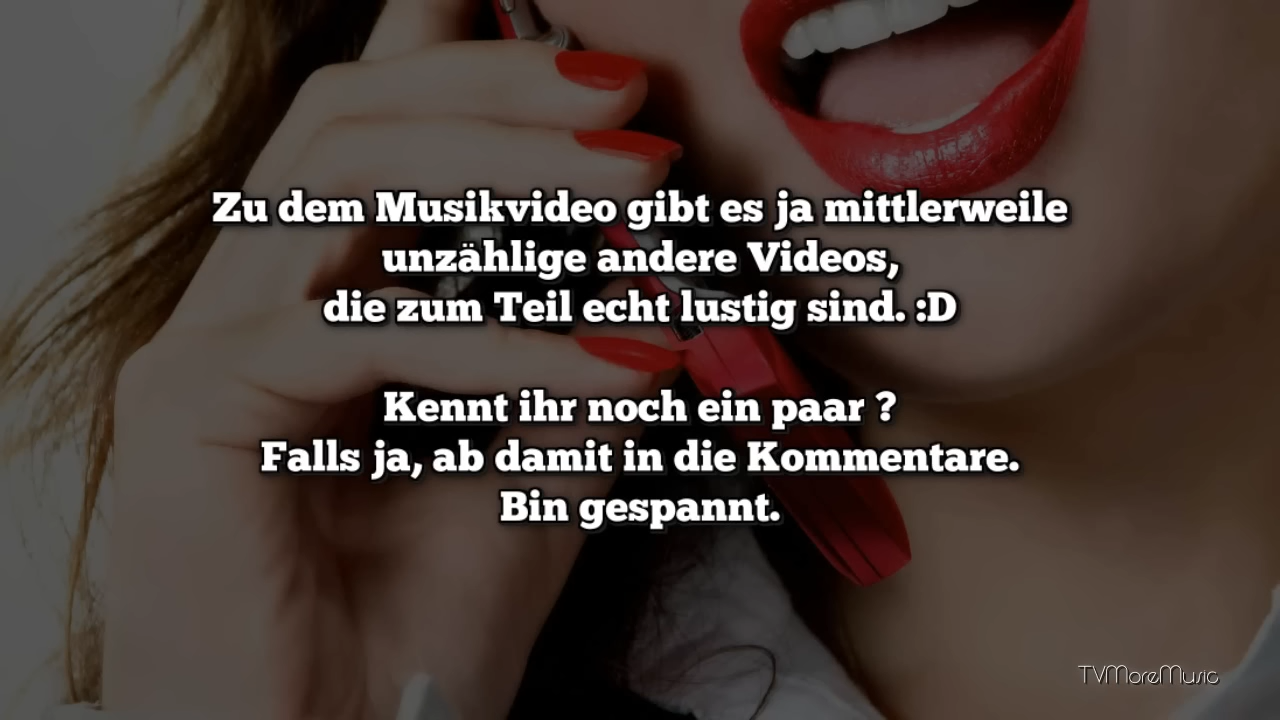 Zu dem Musikvideo gibt es ja mittlerweile
unzählige andere Videos,
die zum Teil echt lustig sind. :D
Kennt ihr noch ein paar ?
Falls ja, ab damit in die Kommentare.
Bin gespannt.
TVMoreMusic